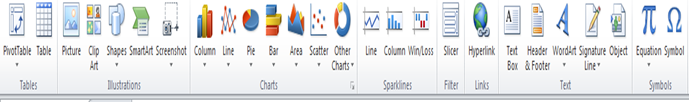 PivotTable Table Picture Clip Art Shapes SmartArt Screenshot Column Line Pie Bar Area Scatter Other Charts Line Column Win/Loss Slicer Hyperlink Text Box Header & Footer WordArt Signature Line Object Equation Symbol
Tables Illustrations Charts Sparklines Filter Links Text Symbols